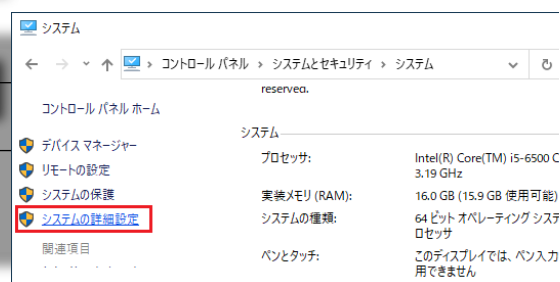 システム
コントロール パネル › システムとセキュリティ › システム
reserved.
コントロール パネル ホーム
システム
デバイス マネージャー
プロセッサ: Intel(R) Core(TM) i5-6500 C
リモートの設定
3.19 GHz
システムの保護
実装メモリ (RAM): 16.0 GB (15.9 GB 使用可能)
システムの詳細設定
システムの種類: 64 ビット オペレーティング システ
ロセッサ
関連項目
ペンとタッチ: このディスプレイでは、ペン入力
用できません